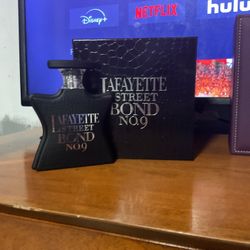 Disney+
NETFLIX
hulu
LAFAYETTE
STREET
BOND
NO.9
LAFAYETTE
STREET
BOND
NO.9